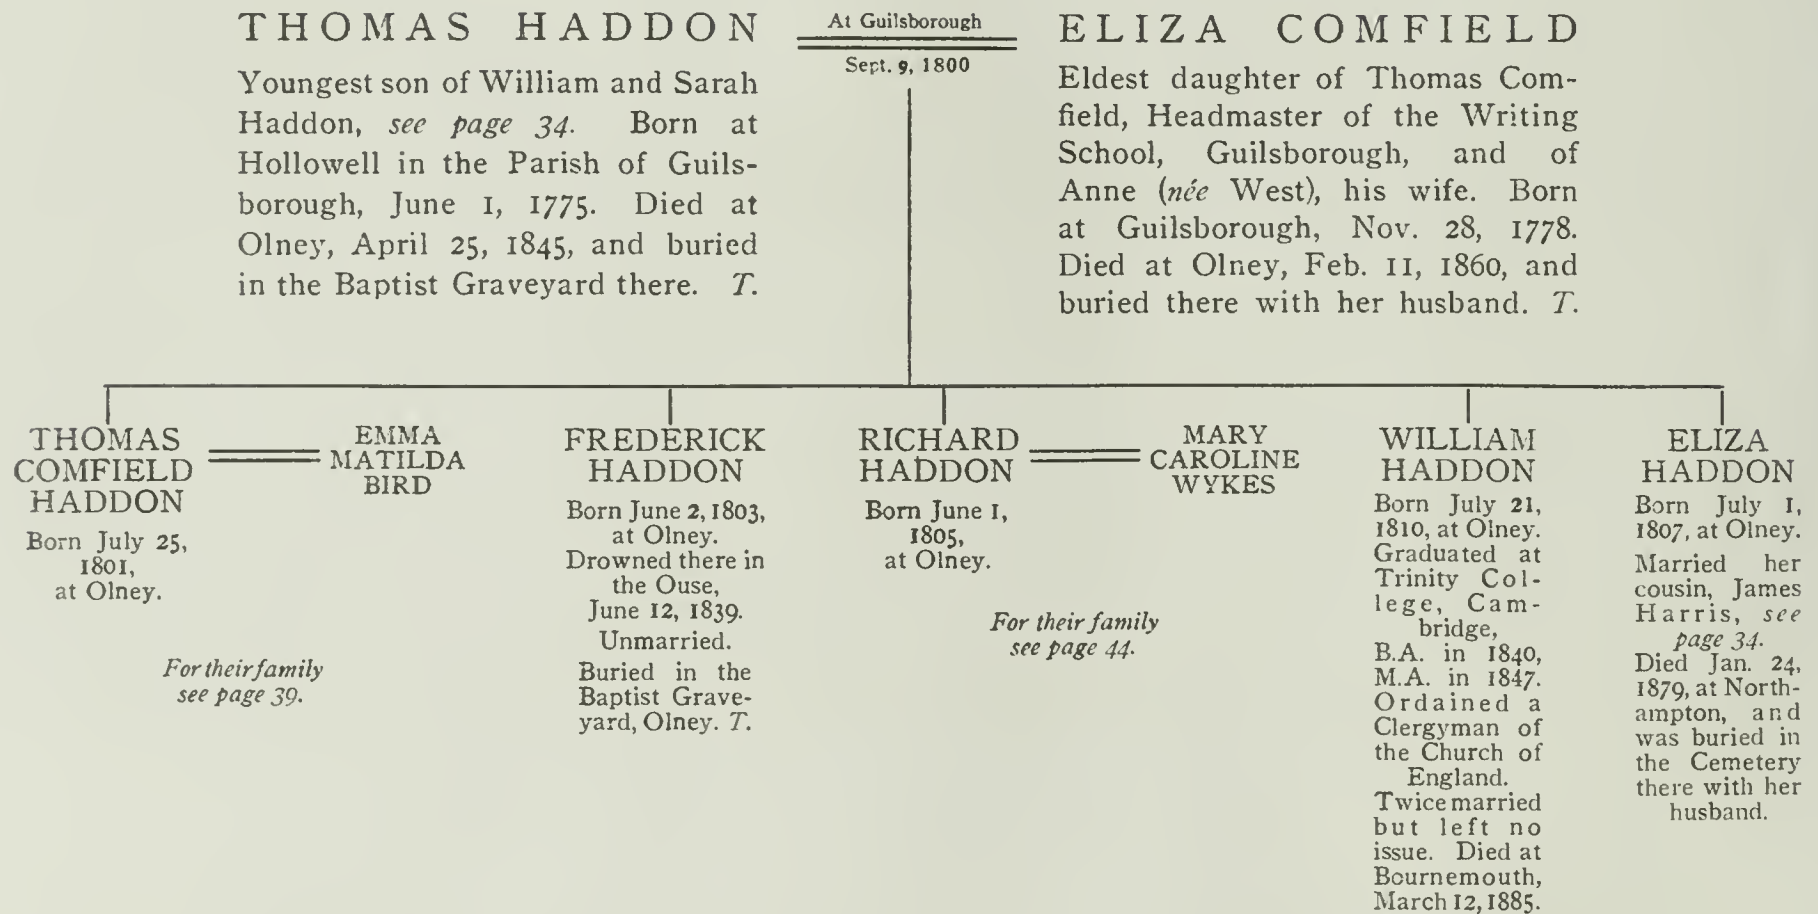 THOMAS HADDON
Youngest son of William and Sarah
Haddon, see page 34. Born at
Hollowell in the Parish of Guils-
borough, June 1, 1775. Died at
Olney, April 25, 1845, and buried
in the Baptist Graveyard there. T.
At Guilsborough
Sept. 9, 1800
ELIZA COMFIELD
Eldest daughter of Thomas Com-
field, Headmaster of the Writing
School, Guilsborough, and of
Anne (née West), his wife. Born
at Guilsborough, Nov. 28, 1778.
Died at Olney, Feb. 11, 1860, and
buried there with her husband. T.
THOMAS
COMFIELD
HADDON
Born July 25,
1801,
at Olney.
EMMA
MATILDA
BIRD
For their family
see page 39.
FREDERICK
HADDON
Born June 2, 1803,
at Olney.
Drowned there in
the Ouse,
June 12, 1839.
Unmarried.
Buried in the
Baptist Grave-
yard, Olney. T.
RICHARD
HADDON
Born June 1,
1805,
at Olney.
MARY
CAROLINE
WYKES
For their family
see page 44.
WILLIAM
HADDON
Born July 21,
1810, at Olney.
Graduated at
Trinity Col-
lege, Cam-
bridge,
B.A. in 1840,
M.A. in 1847.
Ordained a
Clergyman of
the Church of
England.
Twice married
but left no
issue. Died at
Bournemouth,
March 12, 1885.
ELIZA
HADDON
Born July 1,
1807, at Olney.
Married her
cousin, James
Harris, see
page 34.
Died Jan. 24,
1879, at North-
ampton, and
was buried in
the Cemetery
there with her
husband.